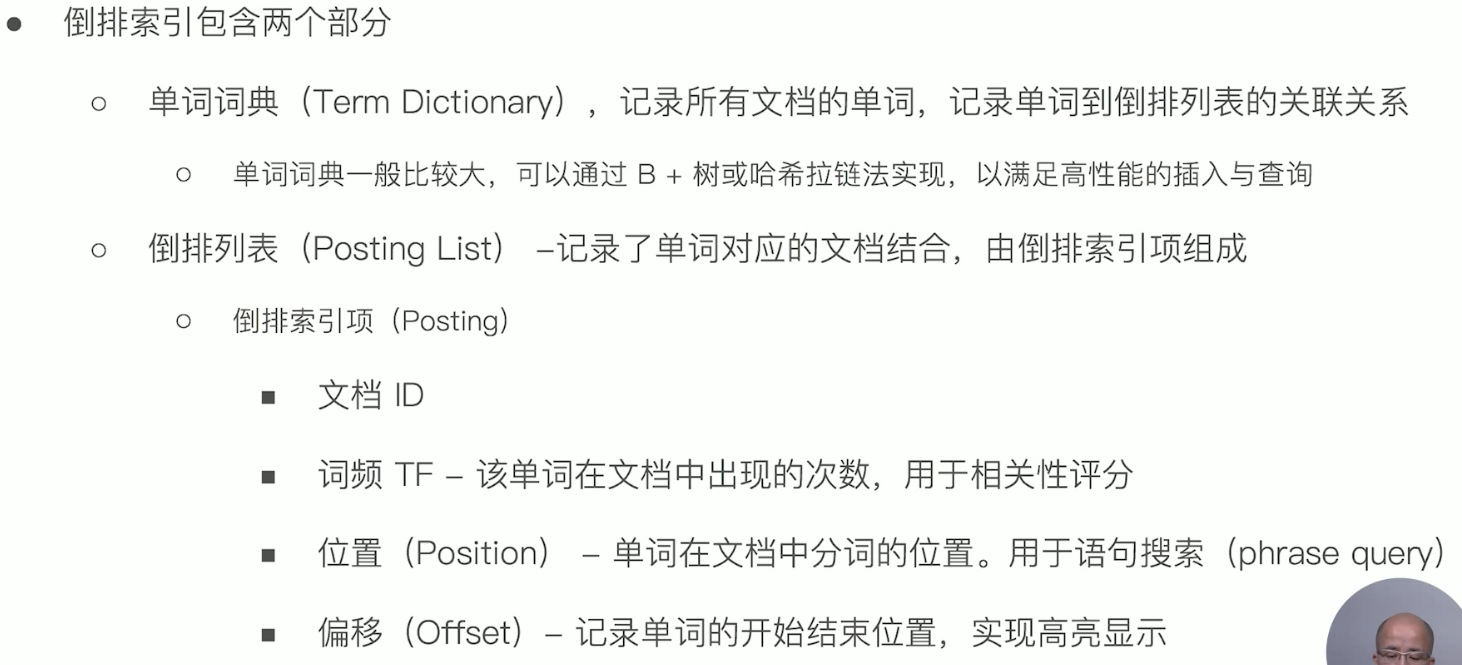 倒排索引包含两个部分
单词词典（Term Dictionary），记录所有文档的单词，记录单词到倒排列表的关联关系
单词词典一般比较大，可以通过 B + 树或哈希拉链法实现，以满足高性能的插入与查询
倒排列表（Posting List） –记录了单词对应的文档结合，由倒排索引项组成
倒排索引项（Posting）
文档 ID
词频 TF – 该单词在文档中出现的次数，用于相关性评分
位置（Position） – 单词在文档中分词的位置。用于语句搜索（phrase query）
偏移（Offset）– 记录单词的开始结束位置，实现高亮显示